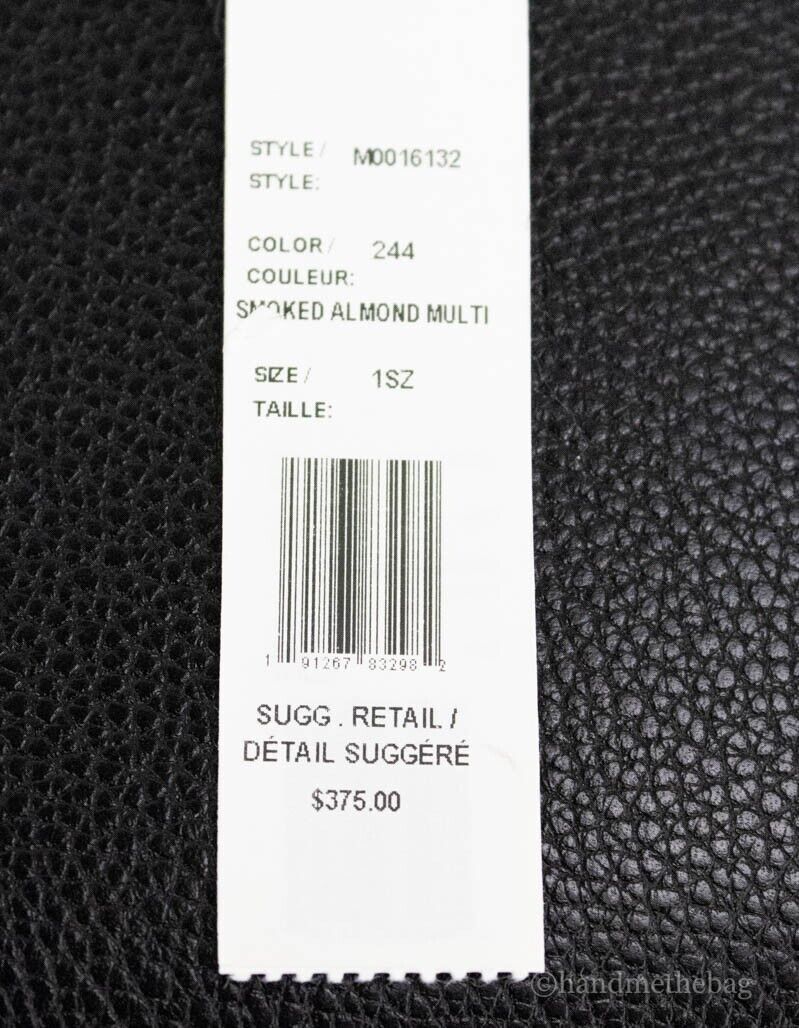 STYLE / M0016132
STYLE:
COLOR / 244
COULEUR:
SMOKED ALMOND MULTI
SIZE / 1SZ
TAILLE:
1 91267 83298 2
SUGG . RETAIL /
DÉTAIL SUGGÉRÉ
$375.00
©handmethebag